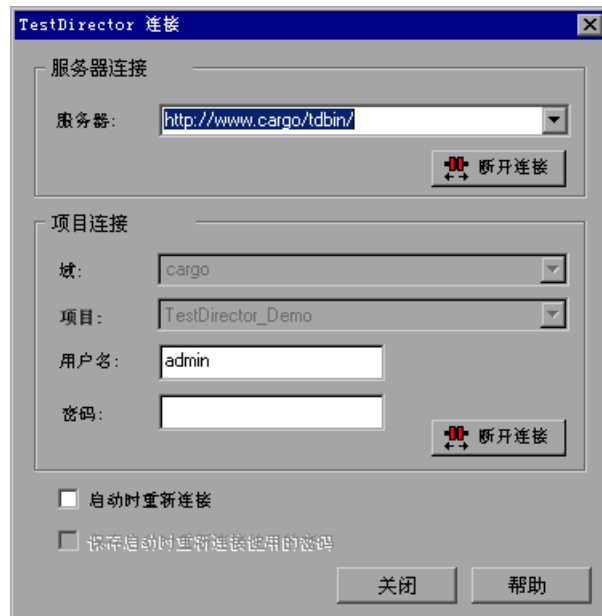 TestDirector 连接
服务器连接
服务器: http://www.cargo/tdbin/
断开连接
项目连接
域: cargo
项目: TestDirector_Demo
用户名: admin
密码:
断开连接
启动时重新连接
保存启动时重新连接使用的密码
关闭 帮助